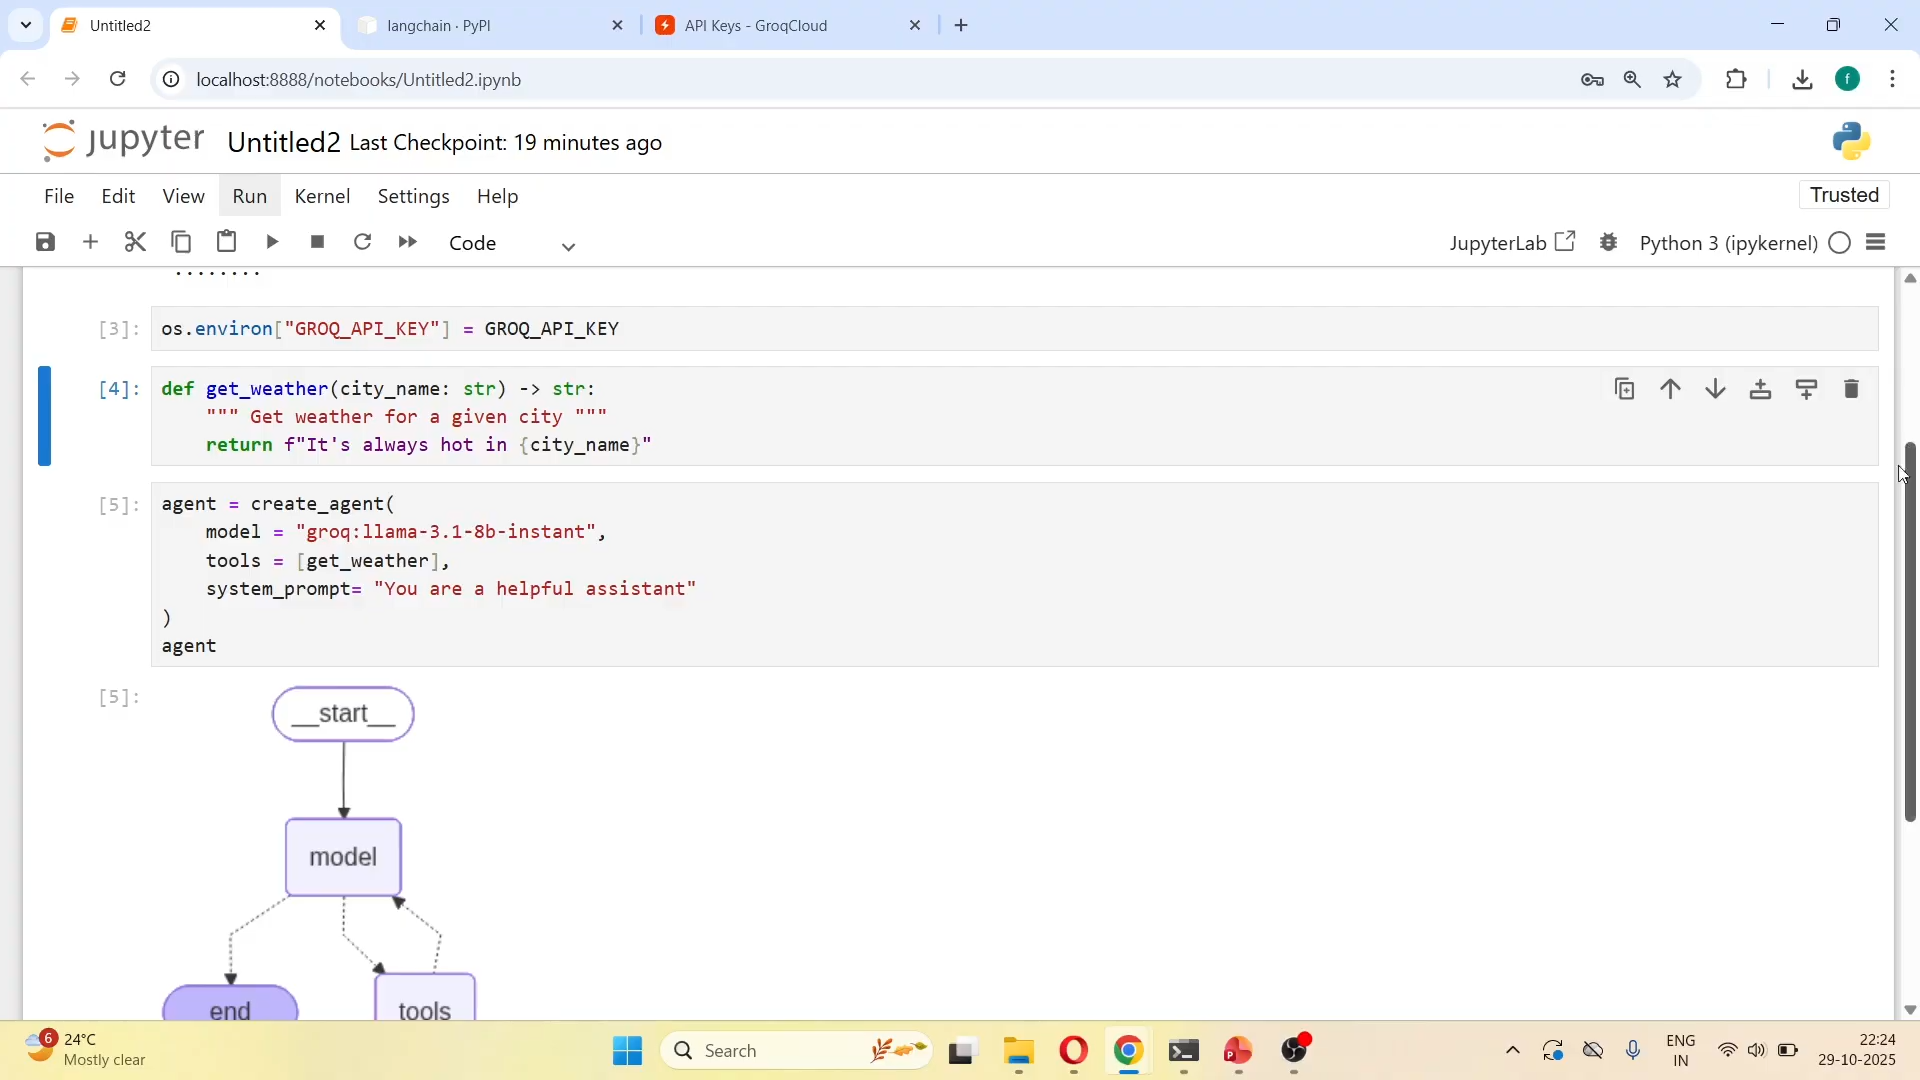 Untitled2
langchain · PyPI
API Keys - GroqCloud
localhost:8888/notebooks/Untitled2.ipynb
f
jupyter
Untitled2 Last Checkpoint: 19 minutes ago
File Edit View Run Kernel Settings Help
Trusted
Code
JupyterLab
Python 3 (ipykernel)
········
[3]: os.environ["GROQ_API_KEY"] = GROQ_API_KEY
[4]: def get_weather(city_name: str) -> str:
""" Get weather for a given city """
return f"It's always hot in {city_name}"
[5]: agent = create_agent(
model = "groq:llama-3.1-8b-instant",
tools = [get_weather],
system_prompt= "You are a helpful assistant"
)
agent
[5]:
__start__
model
end
tools
6
24°C
Mostly clear
Search
P
ENG
IN
22:24
29-10-2025